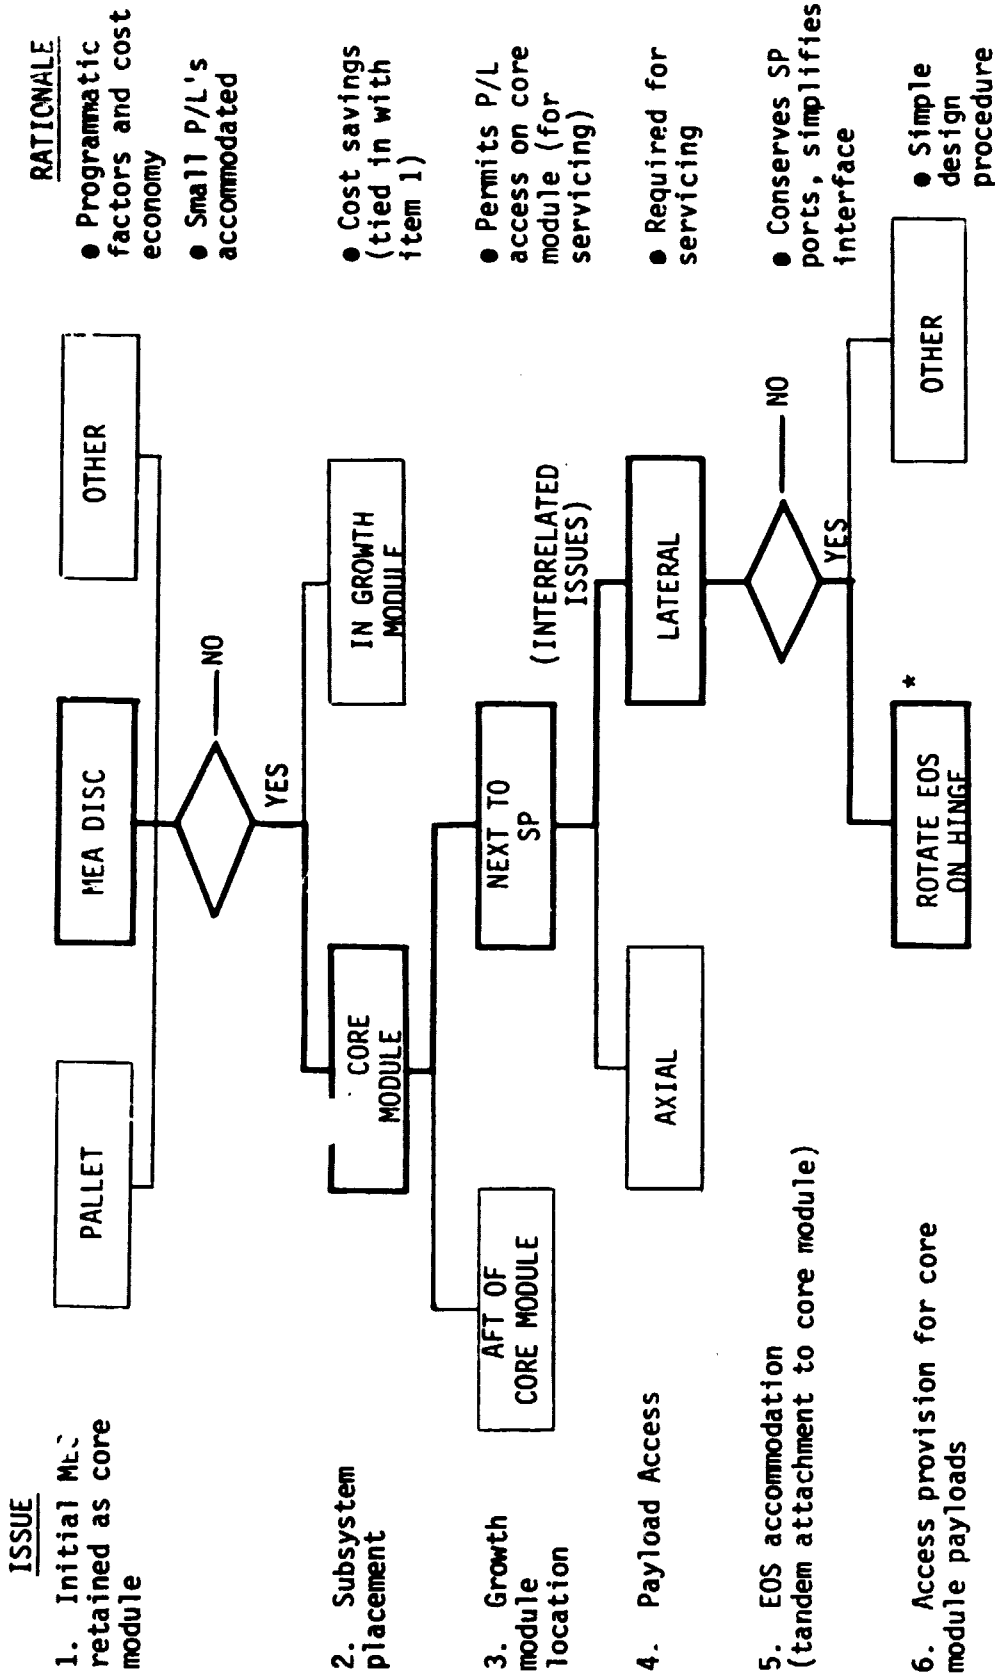 ISSUE
RATIONALE
1. Initial
retained as core
module
PALLET
MEA DISC
OTHER
● Programmatic
factors and cost
economy
● Small P/L's
accommodated
NO
YES
2. Subsystem
placement
CORE
MODULE
IN GROWTH
MODULE
● Cost savings
(tied in with
item 1)
3. Growth
module
location
AFT OF
CORE MODULE
NEXT TO
SP
● Permits P/L
access on core
module (for
servicing)
(INTERRELATED
ISSUES)
4. Payload Access
AXIAL
LATERAL
● Required for
servicing
5. EOS accommodation
(tandem attachment to core module)
NO
YES
● Conserves SP
ports, simplifies
interface
6. Access provision for core
module payloads
ROTATE EOS
ON HINGE
*
OTHER
● Simple
design
procedure